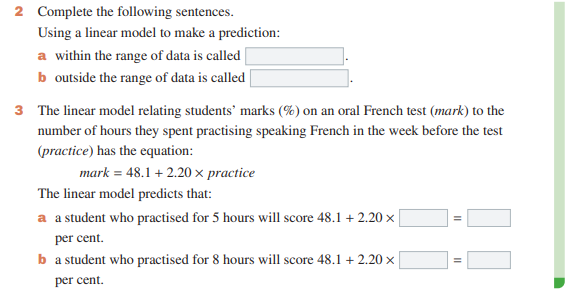 2 Complete the following sentences.
Using a linear model to make a prediction:
a within the range of data is called .
b outside the range of data is called .
3 The linear model relating students’ marks (%) on an oral French test (mark) to the
number of hours they spent practising speaking French in the week before the test
(practice) has the equation:
mark = 48.1 + 2.20 × practice
The linear model predicts that:
a a student who practised for 5 hours will score 48.1 + 2.20 × =
per cent.
b a student who practised for 8 hours will score 48.1 + 2.20 × =
per cent.